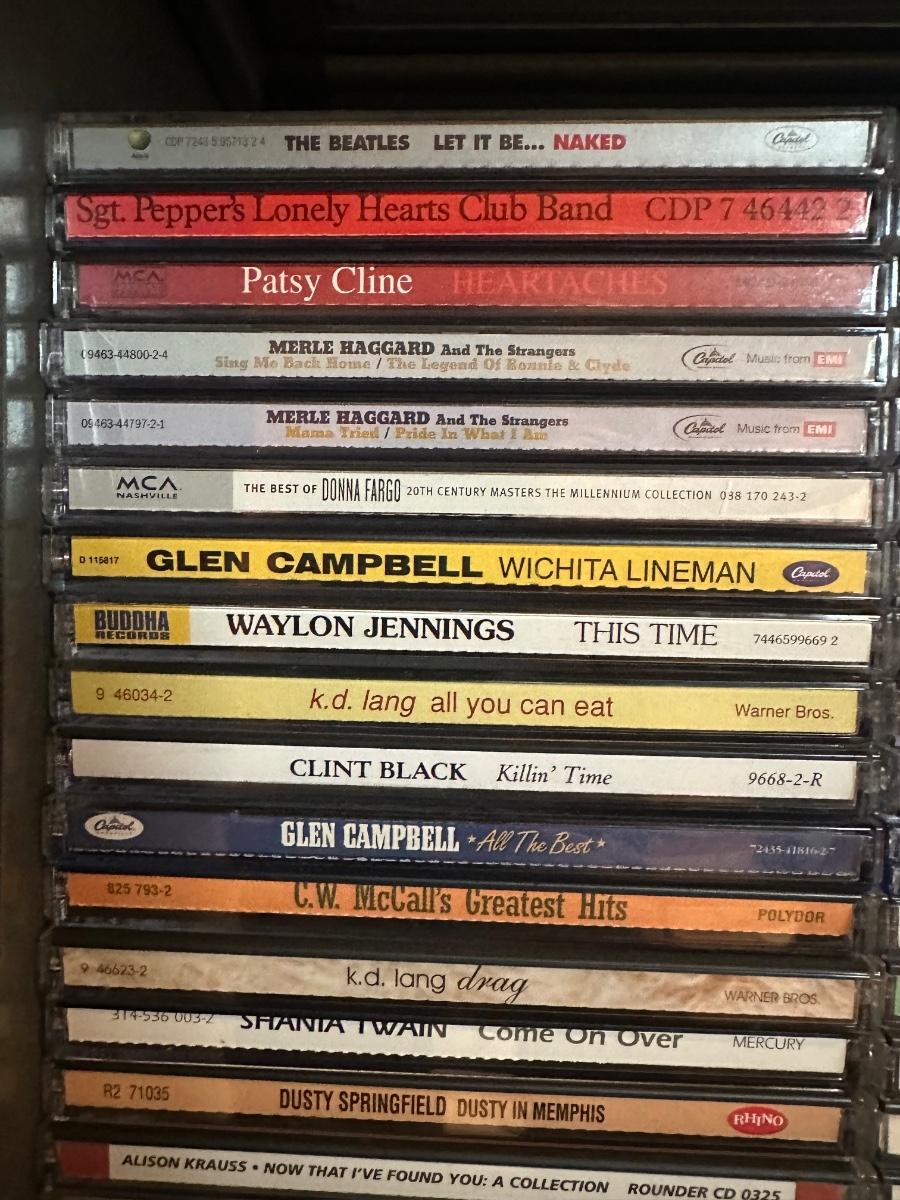 CDP 7243 5 95713 2 4 THE BEATLES LET IT BE... NAKED Capitol
Sgt. Pepper's Lonely Hearts Club Band CDP 7 46442 2
MCA Patsy Cline HEARTACHES
09463-44800-2-4 MERLE HAGGARD And The Strangers Capitol Music from EMI
Sing Me Back Home / The Legend Of Bonnie & Clyde
09463-44797-2-1 MERLE HAGGARD And The Strangers Capitol Music from EMI
Mama Tried / Pride In What I Am
MCA NASHVILLE THE BEST OF DONNA FARGO 20TH CENTURY MASTERS THE MILLENNIUM COLLECTION 088 170 243-2
D 115817 GLEN CAMPBELL WICHITA LINEMAN Capitol
BUDDHA RECORDS WAYLON JENNINGS THIS TIME 7446599669 2
9 46034-2 k.d. lang all you can eat Warner Bros.
CLINT BLACK Killin' Time 9668-2-R
Capitol GLEN CAMPBELL *All The Best* 72435-41816-2-7
825 793-2 C.W. McCall's Greatest Hits POLYDOR
9 46623-2 k.d. lang drag WARNER BROS.
314-536 003-2 SHANIA TWAIN Come On Over MERCURY
R2 71035 DUSTY SPRINGFIELD DUSTY IN MEMPHIS RHINO
ALISON KRAUSS • NOW THAT I'VE FOUND YOU: A COLLECTION ROUNDER CD 0325